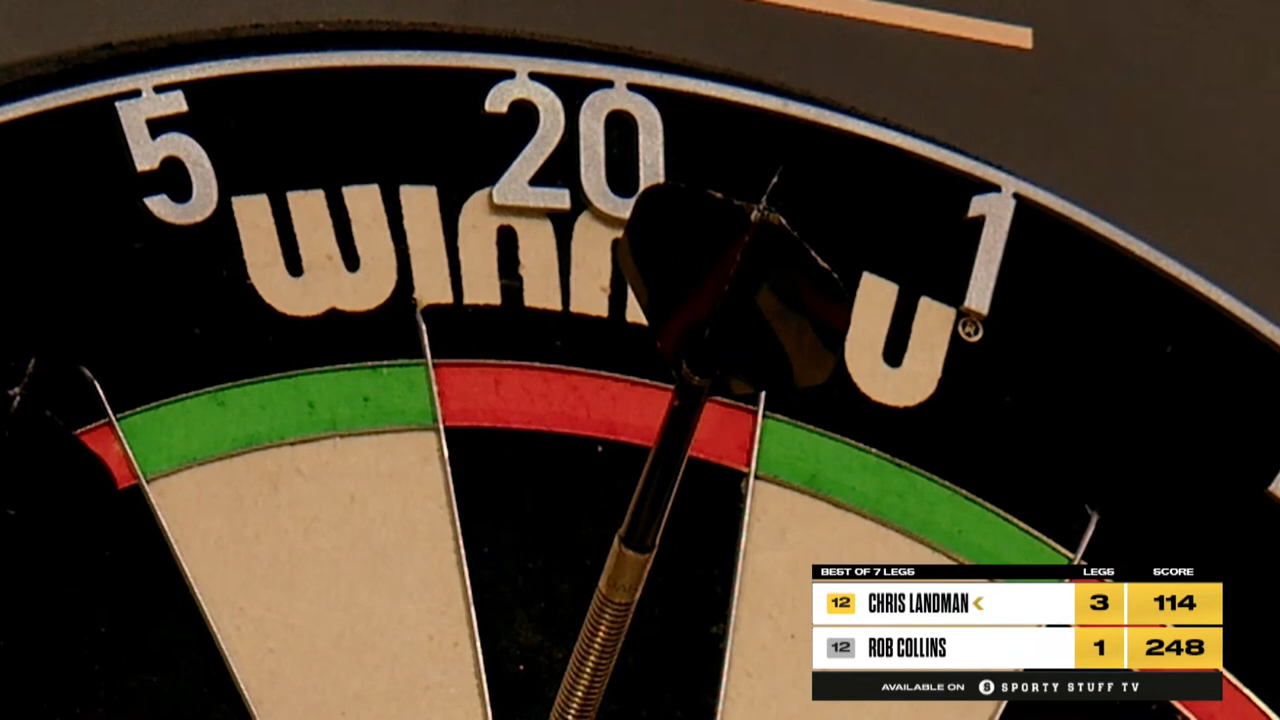 5 20 1
winn u®
BEST OF 7 LEGS LEGS SCORE
12 CHRIS LANDMAN 3 114
12 ROB COLLINS 1 248
AVAILABLE ON S SPORTY STUFF TV